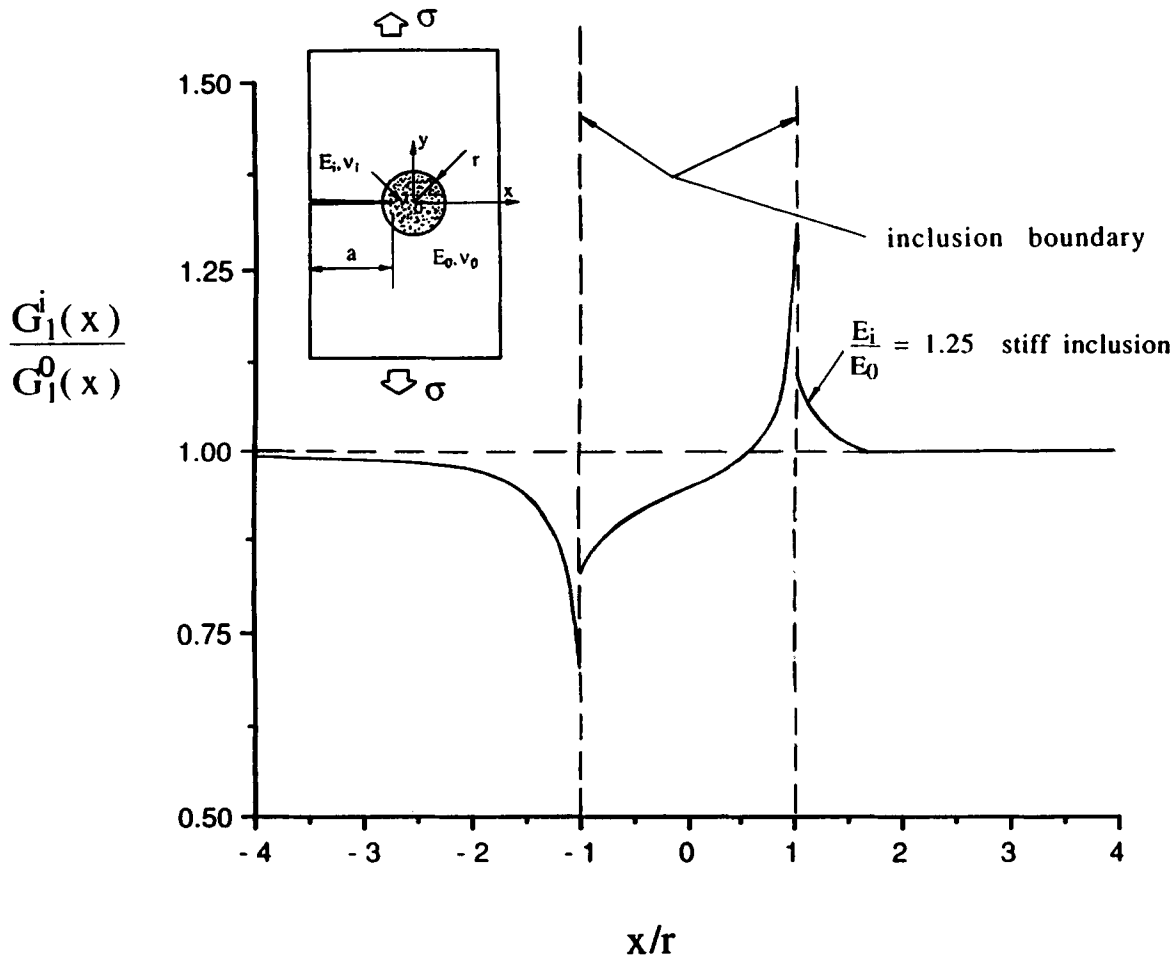 σ
1.50
y
E_i, ν_i
r
x
0
a
E_0, ν_0
inclusion boundary
1.25
G_1^i(x)
G_1^0(x)
E_i
E_0
= 1.25 stiff inclusion
σ
1.00
0.75
0.50
-4 -3 -2 -1 0 1 2 3 4
x/r